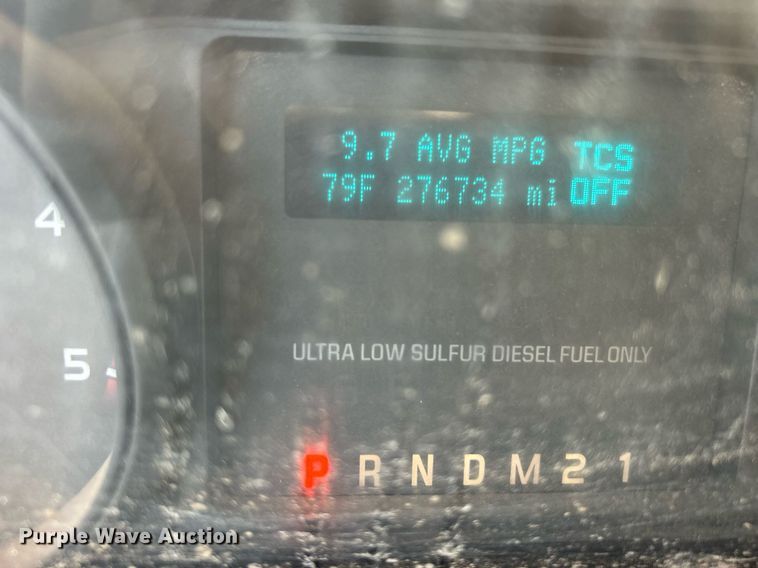 9.7 AVG MPG TCS
79F 276734 mi OFF
4
5
ULTRA LOW SULFUR DIESEL FUEL ONLY
P R N D M 2 1
Purple Wave Auction